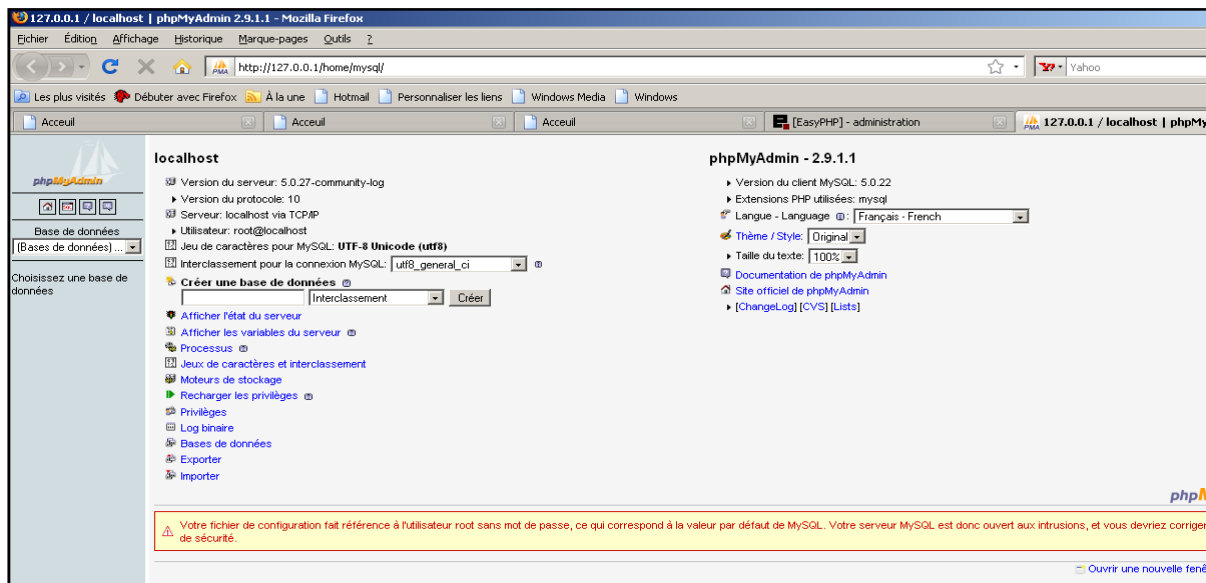 127.0.0.1 / localhost | phpMyAdmin 2.9.1.1 - Mozilla Firefox
Fichier Édition Affichage Historique Marque-pages Outils ?
PMA http://127.0.0.1/home/mysql/ Yahoo
Les plus visités Débuter avec Firefox À la une Hotmail Personnaliser les liens Windows Media Windows
Acceuil Acceuil Acceuil [EasyPHP] - administration 127.0.0.1 / localhost | phpMy
phpMyAdmin
Base de données
(Bases de données) ...
Choisissez une base de
données
localhost
Version du serveur: 5.0.27-community-log
Version du protocole: 10
Serveur: localhost via TCP/IP
Utilisateur: root@localhost
Jeu de caractères pour MySQL: UTF-8 Unicode (utf8)
Interclassement pour la connexion MySQL: utf8_general_ci
Créer une base de données
Interclassement Créer
Afficher l'état du serveur
Afficher les variables du serveur
Processus
Jeux de caractères et interclassement
Moteurs de stockage
Recharger les privilèges
Privilèges
Log binaire
Bases de données
Exporter
Importer
phpMyAdmin - 2.9.1.1
Version du client MySQL: 5.0.22
Extensions PHP utilisées: mysql
Langue - Language : Français - French
Thème / Style: Original
Taille du texte: 100%
Documentation de phpMyAdmin
Site officiel de phpMyAdmin
[ChangeLog] [CVS] [Lists]
phpM
Votre fichier de configuration fait référence à l'utilisateur root sans mot de passe, ce qui correspond à la valeur par défaut de MySQL. Votre serveur MySQL est donc ouvert aux intrusions, et vous devriez corriger
de sécurité.
Ouvrir une nouvelle fenê